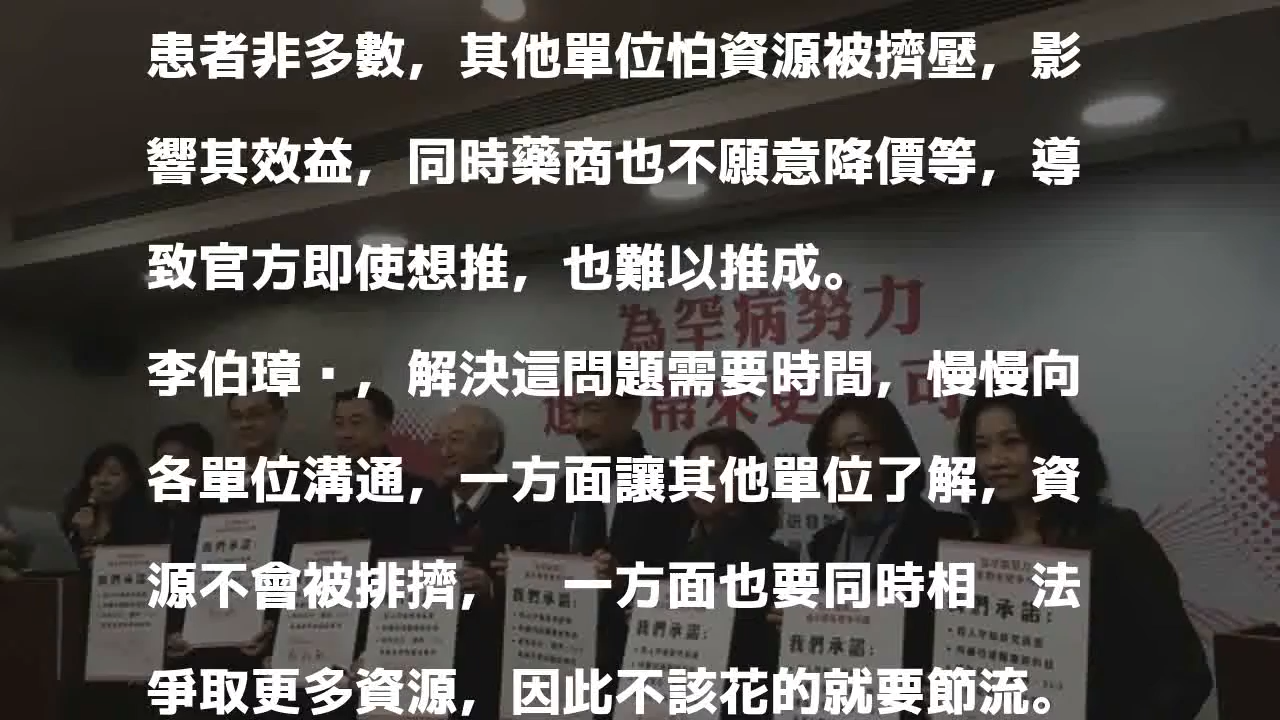 患者非多數，其他單位怕資源被擠壓，影
響其效益，同時藥商也不願意降價等，導
致官方即使想推，也難以推成。
為罕病努力
李伯璋▪，解決這問題需要時間，慢慢向
各單位溝通，一方面讓其他單位了解，資
源不會被排擠，　一方面也要同時相　法
爭取更多資源，因此不該花的就要節流。
我們承諾：
我們承諾：
我們承諾：
我們承諾：
我們承諾：